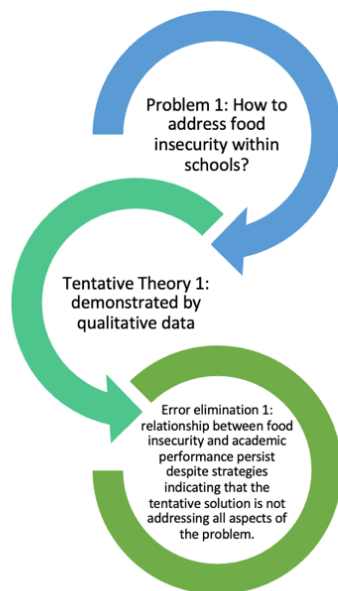 Problem 1: How to
address food
insecurity within
schools?
Tentative Theory 1:
demonstrated by
qualitative data
Error elimination 1:
relationship between food
insecurity and academic
performance persist
despite strategies
indicating that the
tentative solution is not
addressing all aspects of
the problem.